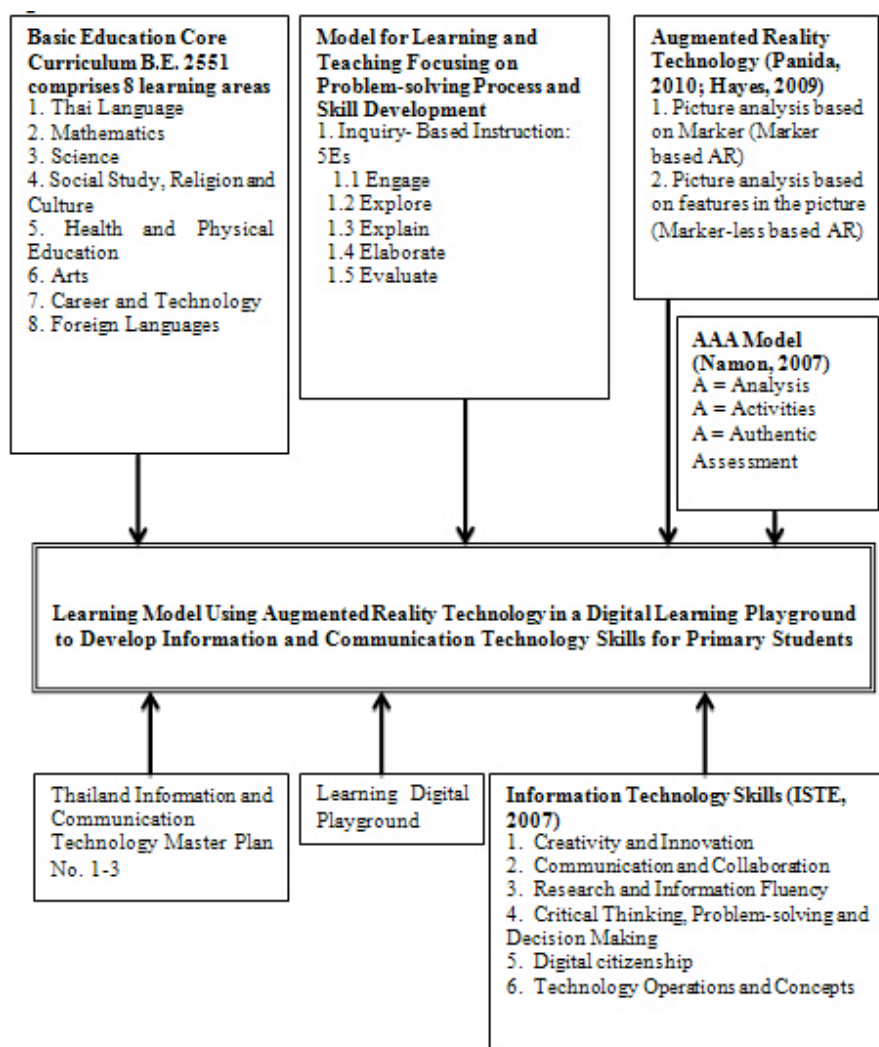 Basic Education Core
Curriculum B.E. 2551
comprises 8 learning areas
1. Thai Language
2. Mathematics
3. Science
4. Social Study, Religion and
Culture
5. Health and Physical
Education
6. Arts
7. Career and Technology
8. Foreign Languages
Model for Learning and
Teaching Focusing on
Problem-solving Process and
Skill Development
1. Inquiry- Based Instruction:
5Es
1.1 Engage
1.2 Explore
1.3 Explain
1.4 Elaborate
1.5 Evaluate
Augmented Reality
Technology (Panida,
2010; Hayes, 2009)
1. Picture analysis based
on Marker (Marker
based AR)
2. Picture analysis based
on features in the picture
(Marker-less based AR)
AAA Model
(Namon, 2007)
A = Analysis
A = Activities
A = Authentic
Assessment
Learning Model Using Augmented Reality Technology in a Digital Learning Playground
to Develop Information and Communication Technology Skills for Primary Students
Thailand Information and
Communication
Technology Master Plan
No. 1-3
Learning Digital
Playground
Information Technology Skills (ISTE,
2007)
1. Creativity and Innovation
2. Communication and Collaboration
3. Research and Information Fluency
4. Critical Thinking, Problem-solving and
Decision Making
5. Digital citizenship
6. Technology Operations and Concepts